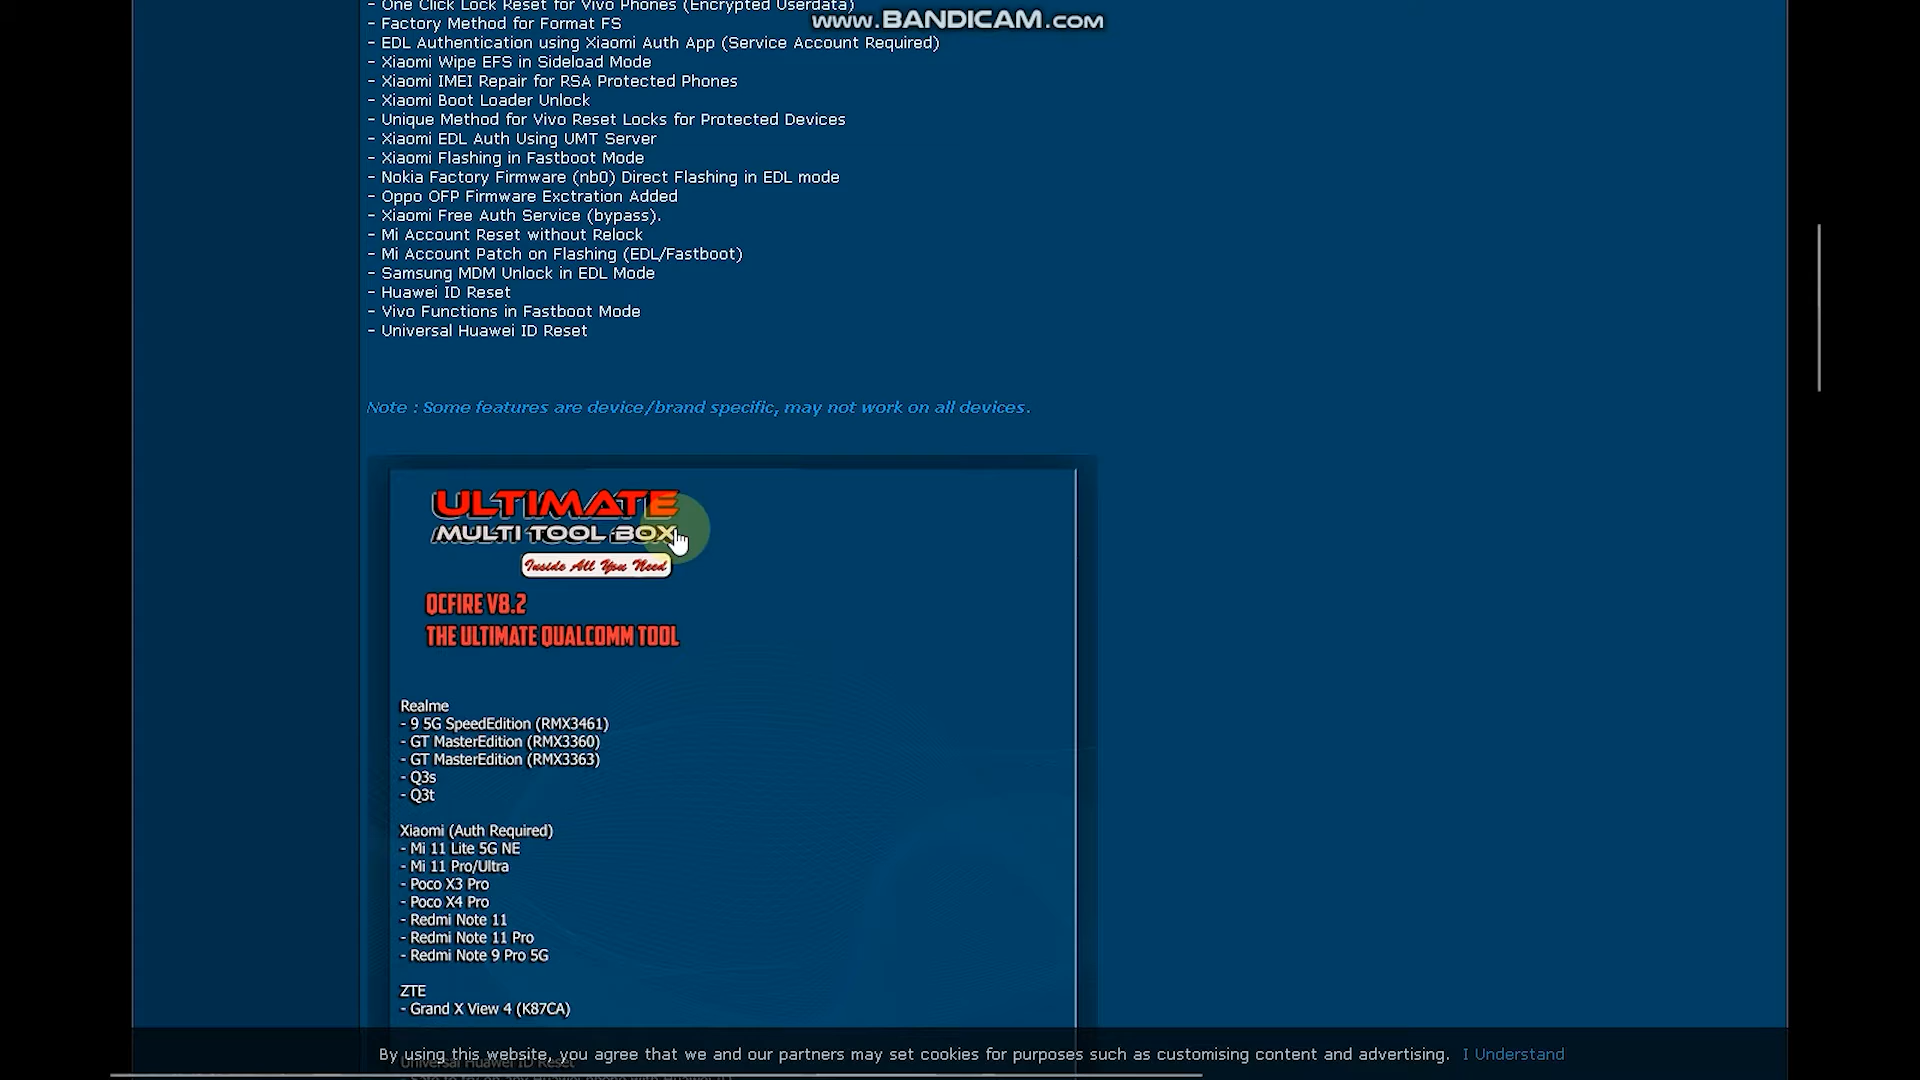 - One Click Lock Reset for Vivo Phones (Encrypted Userdata)
www.BANDICAM.com
- Factory Method for Format FS
- EDL Authentication using Xiaomi Auth App (Service Account Required)
- Xiaomi Wipe EFS in Sideload Mode
- Xiaomi IMEI Repair for RSA Protected Phones
- Xiaomi Boot Loader Unlock
- Unique Method for Vivo Reset Locks for Protected Devices
- Xiaomi EDL Auth Using UMT Server
- Xiaomi Flashing in Fastboot Mode
- Nokia Factory Firmware (nb0) Direct Flashing in EDL mode
- Oppo OFP Firmware Exctration Added
- Xiaomi Free Auth Service (bypass).
- Mi Account Reset without Relock
- Mi Account Patch on Flashing (EDL/Fastboot)
- Samsung MDM Unlock in EDL Mode
- Huawei ID Reset
- Vivo Functions in Fastboot Mode
- Universal Huawei ID Reset
Note : Some features are device/brand specific, may not work on all devices.
ULTIMATE
MULTI TOOL BOX
Inside All You Need
QCFIRE V8.2
THE ULTIMATE QUALCOMM TOOL
Realme
- 9 5G SpeedEdition (RMX3461)
- GT MasterEdition (RMX3360)
- GT MasterEdition (RMX3363)
- Q3s
- Q3t
Xiaomi (Auth Required)
- Mi 11 Lite 5G NE
- Mi 11 Pro/Ultra
- Poco X3 Pro
- Poco X4 Pro
- Redmi Note 11
- Redmi Note 11 Pro
- Redmi Note 9 Pro 5G
ZTE
- Grand X View 4 (K87CA)
By using this website, you agree that we and our partners may set cookies for purposes such as customising content and advertising. I Understand
Universal Huawei ID Reset